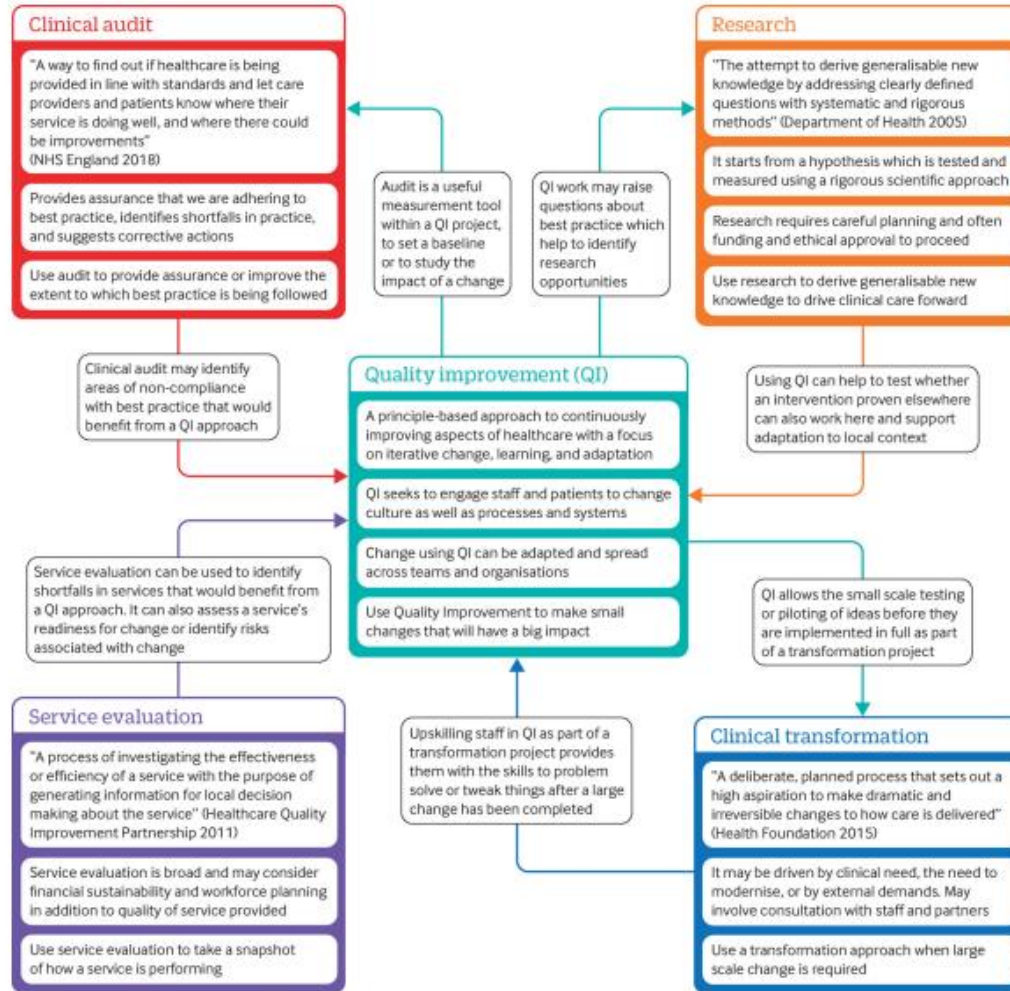 Clinical audit
"A way to find out if healthcare is being
provided in line with standards and let care
providers and patients know where their
service is doing well, and where there could
be improvements"
(NHS England 2018)
Provides assurance that we are adhering to
best practice, identifies shortfalls in practice,
and suggests corrective actions
Use audit to provide assurance or improve the
extent to which best practice is being followed
Audit is a useful
measurement tool
within a QI project,
to set a baseline
or to study the
impact of a change
QI work may raise
questions about
best practice which
help to identify
research
opportunities
Research
"The attempt to derive generalisable new
knowledge by addressing clearly defined
questions with systematic and rigorous
methods" (Department of Health 2005)
It starts from a hypothesis which is tested and
measured using a rigorous scientific approach
Research requires careful planning and often
funding and ethical approval to proceed
Use research to derive generalisable new
knowledge to drive clinical care forward
Clinical audit may identify
areas of non-compliance
with best practice that would
benefit from a QI approach
Quality improvement (QI)
A principle-based approach to continuously
improving aspects of healthcare with a focus
on iterative change, learning, and adaptation
QI seeks to engage staff and patients to change
culture as well as processes and systems
Change using QI can be adapted and spread
across teams and organisations
Use Quality Improvement to make small
changes that will have a big impact
Using QI can help to test whether
an intervention proven elsewhere
can also work here and support
adaptation to local context
Service evaluation can be used to identify
shortfalls in services that would benefit from
a QI approach. It can also assess a service's
readiness for change or identify risks
associated with change
QI allows the small scale testing
or piloting of ideas before they
are implemented in full as part
of a transformation project
Service evaluation
"A process of investigating the effectiveness
or efficiency of a service with the purpose of
generating information for local decision
making about the service" (Healthcare Quality
Improvement Partnership 2011)
Service evaluation is broad and may consider
financial sustainability and workforce planning
in addition to quality of service provided
Use service evaluation to take a snapshot
of how a service is performing
Upskilling staff in QI as part of a
transformation project provides
them with the skills to problem
solve or tweak things after a large
change has been completed
Clinical transformation
"A deliberate, planned process that sets out a
high aspiration to make dramatic and
irreversible changes to how care is delivered"
(Health Foundation 2015)
It may be driven by clinical need, the need to
modernise, or by external demands. May
involve consultation with staff and partners
Use a transformation approach when large
scale change is required